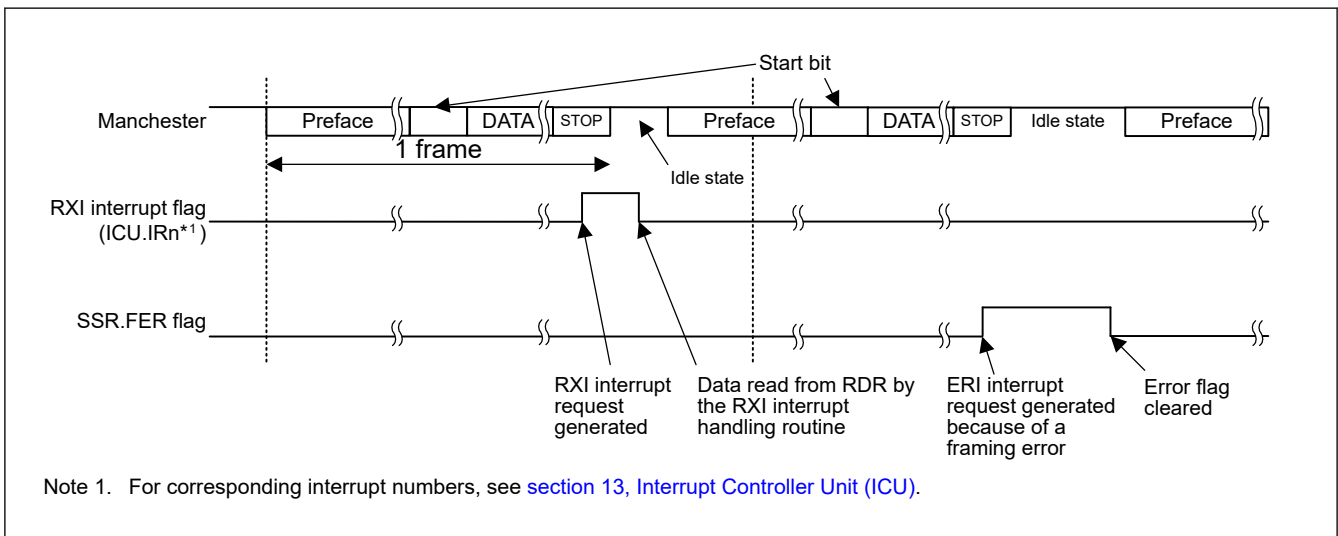 Start bit
Manchester
Preface
DATA
STOP
Preface
DATA
STOP
Idle state
Preface
1 frame
Idle state
RXI interrupt flag
(ICU.IRn*1)
SSR.FER flag
RXI interrupt
request
generated
Data read from RDR by
the RXI interrupt
handling routine
ERI interrupt
request generated
because of a
framing error
Error flag
cleared
Note 1. For corresponding interrupt numbers, see section 13, Interrupt Controller Unit (ICU).